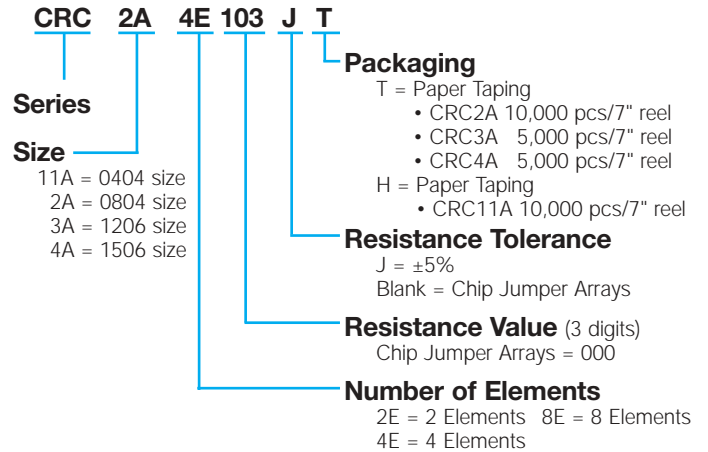 CRC 2A 4E 103 J T
Packaging
T = Paper Taping
• CRC2A 10,000 pcs/7" reel
• CRC3A 5,000 pcs/7" reel
• CRC4A 5,000 pcs/7" reel
H = Paper Taping
• CRC11A 10,000 pcs/7" reel
Series
Size
11A = 0404 size
2A = 0804 size
3A = 1206 size
4A = 1506 size
Resistance Tolerance
J = ±5%
Blank = Chip Jumper Arrays
Resistance Value (3 digits)
Chip Jumper Arrays = 000
Number of Elements
2E = 2 Elements 8E = 8 Elements
4E = 4 Elements